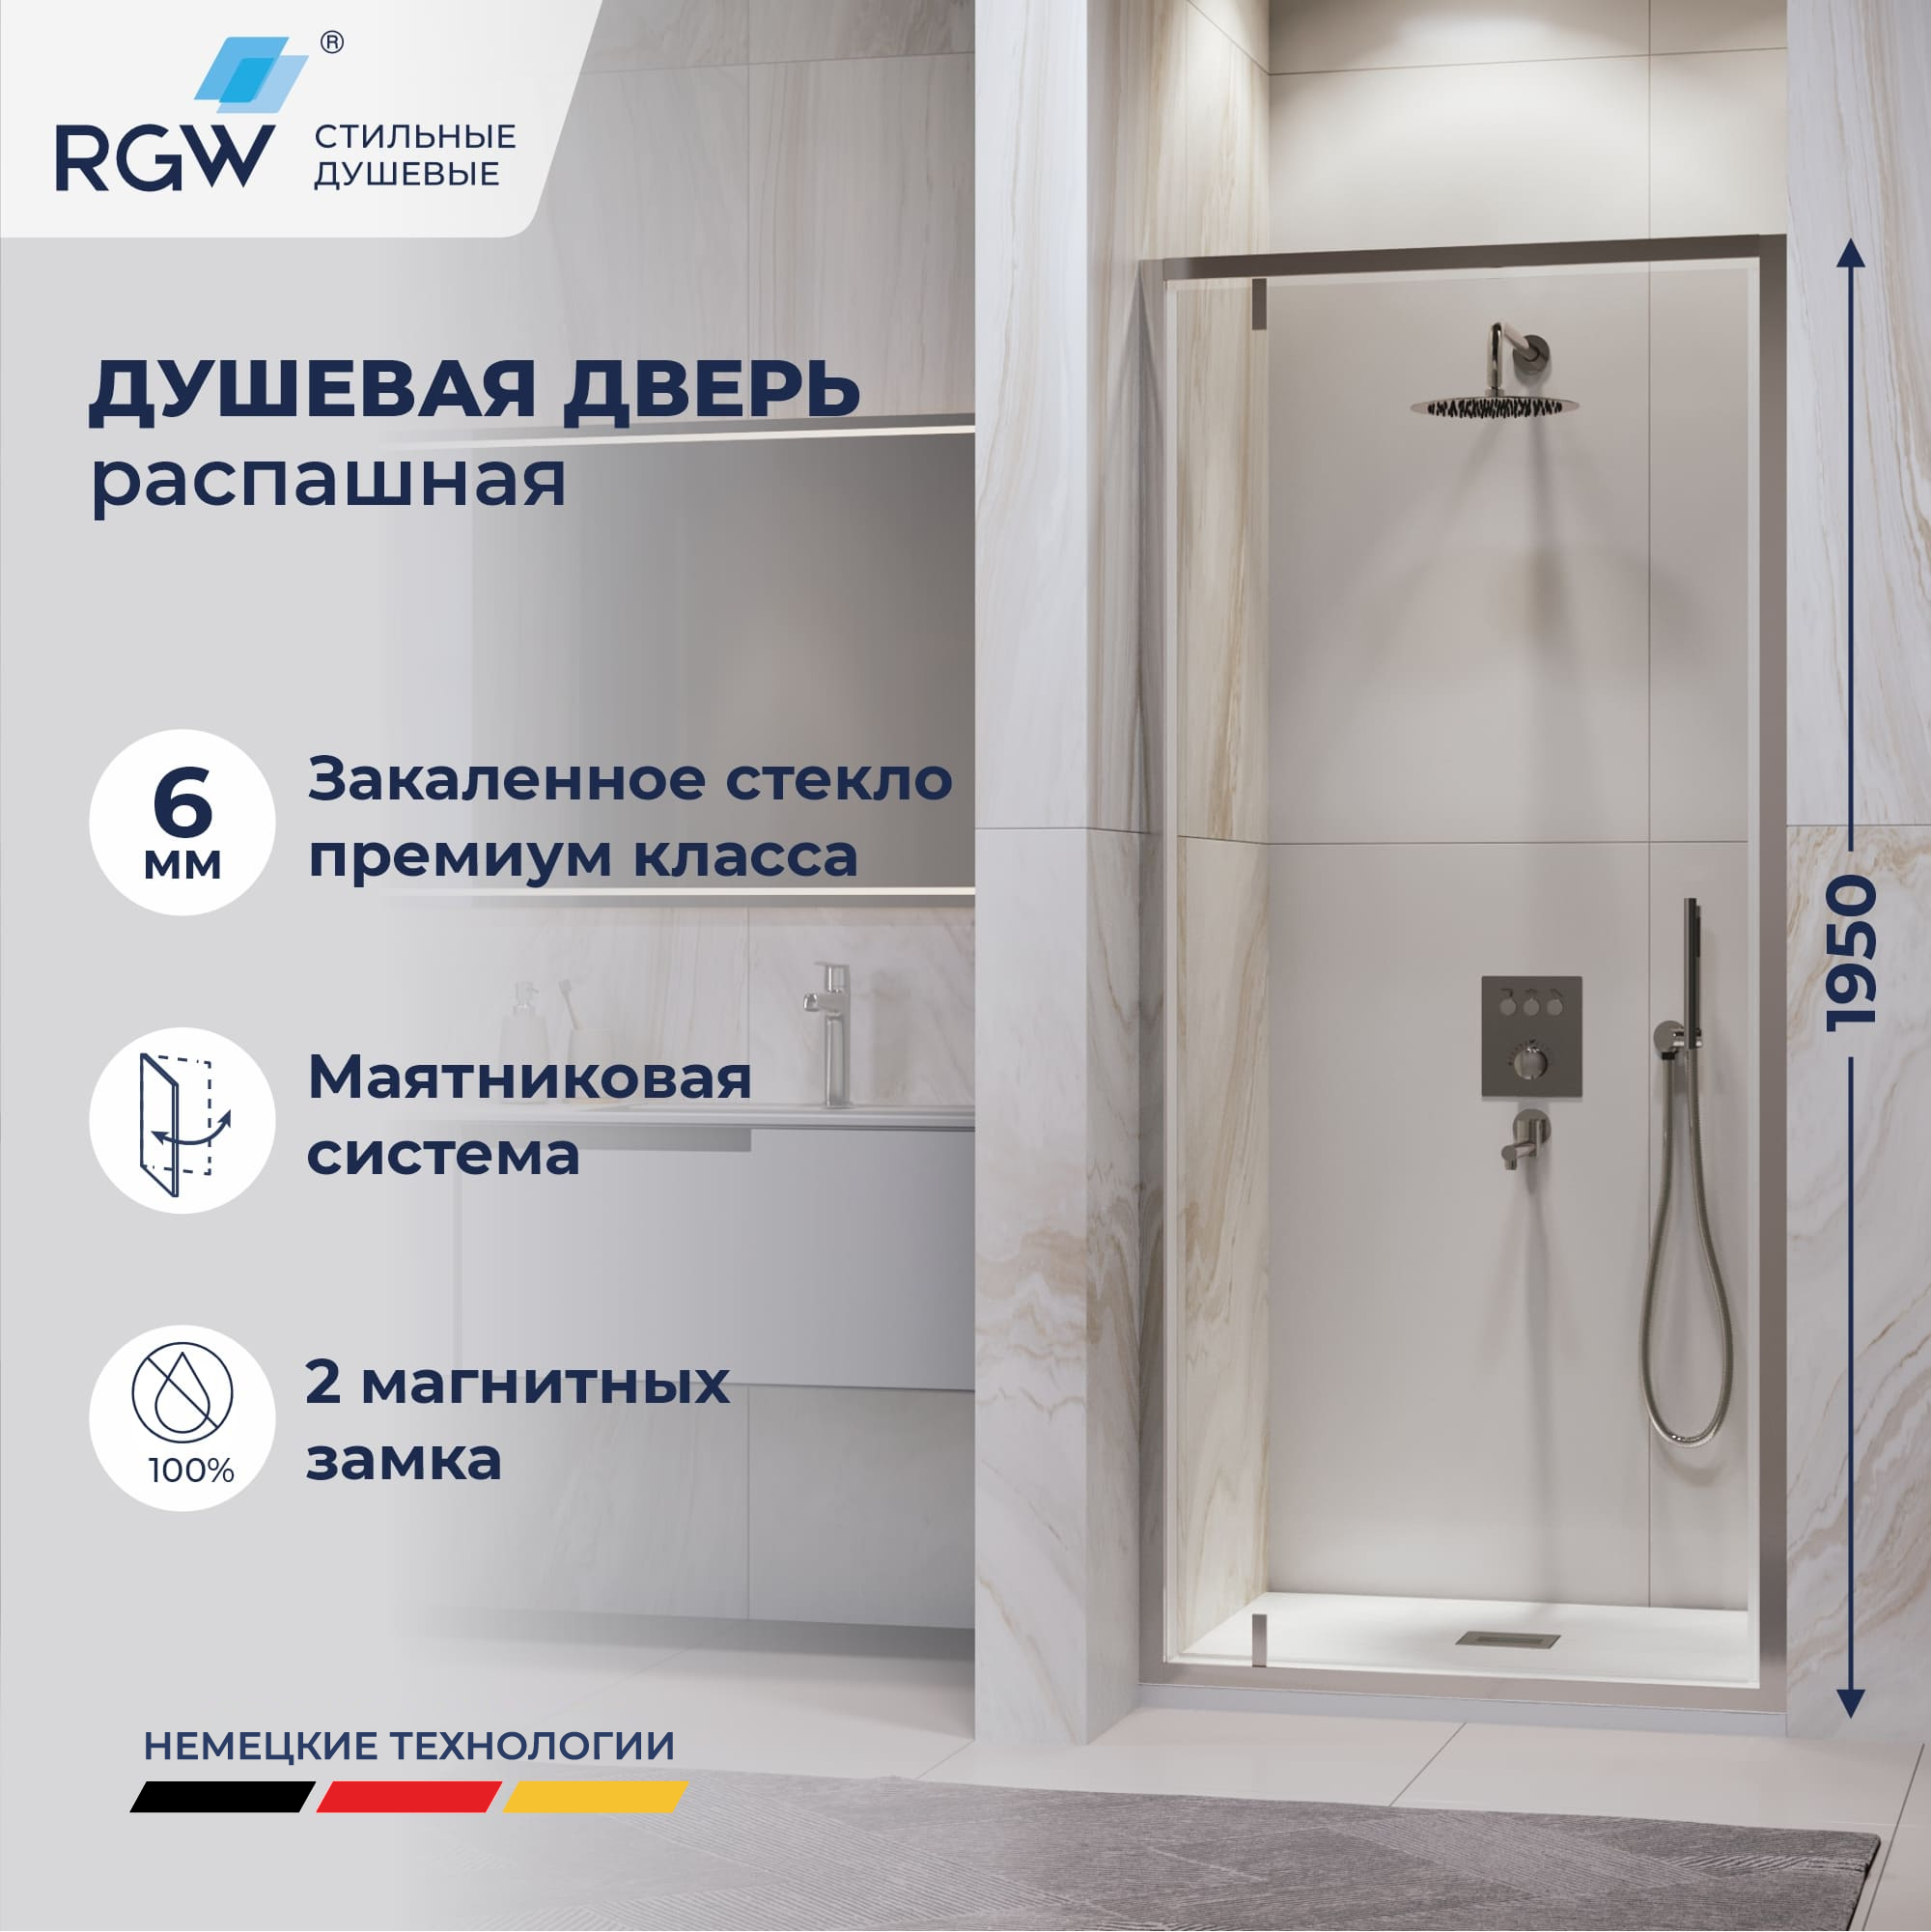 RGW ®
СТИЛЬНЫЕ
ДУШЕВЫЕ
ДУШЕВАЯ ДВЕРЬ
распашная
6
мм
Закаленное стекло
премиум класса
Маятниковая
система
100%
2 магнитных
замка
1950
НЕМЕЦКИЕ ТЕХНОЛОГИИ